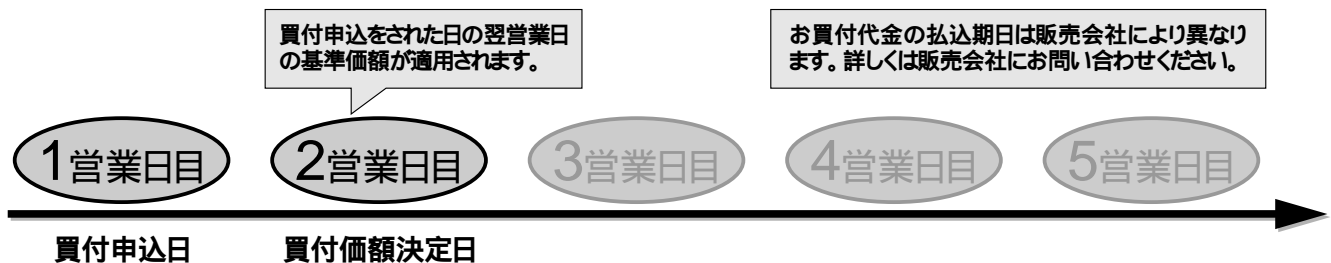 買付申込をされた日の翌営業日
の基準価額が適用されます。
お買付代金の払込期日は販売会社により異なり
ます。詳しくは販売会社にお問い合わせください。
1営業日目
2営業日目
3営業日目
4営業日目
5営業日目
買付申込日
買付価額決定日